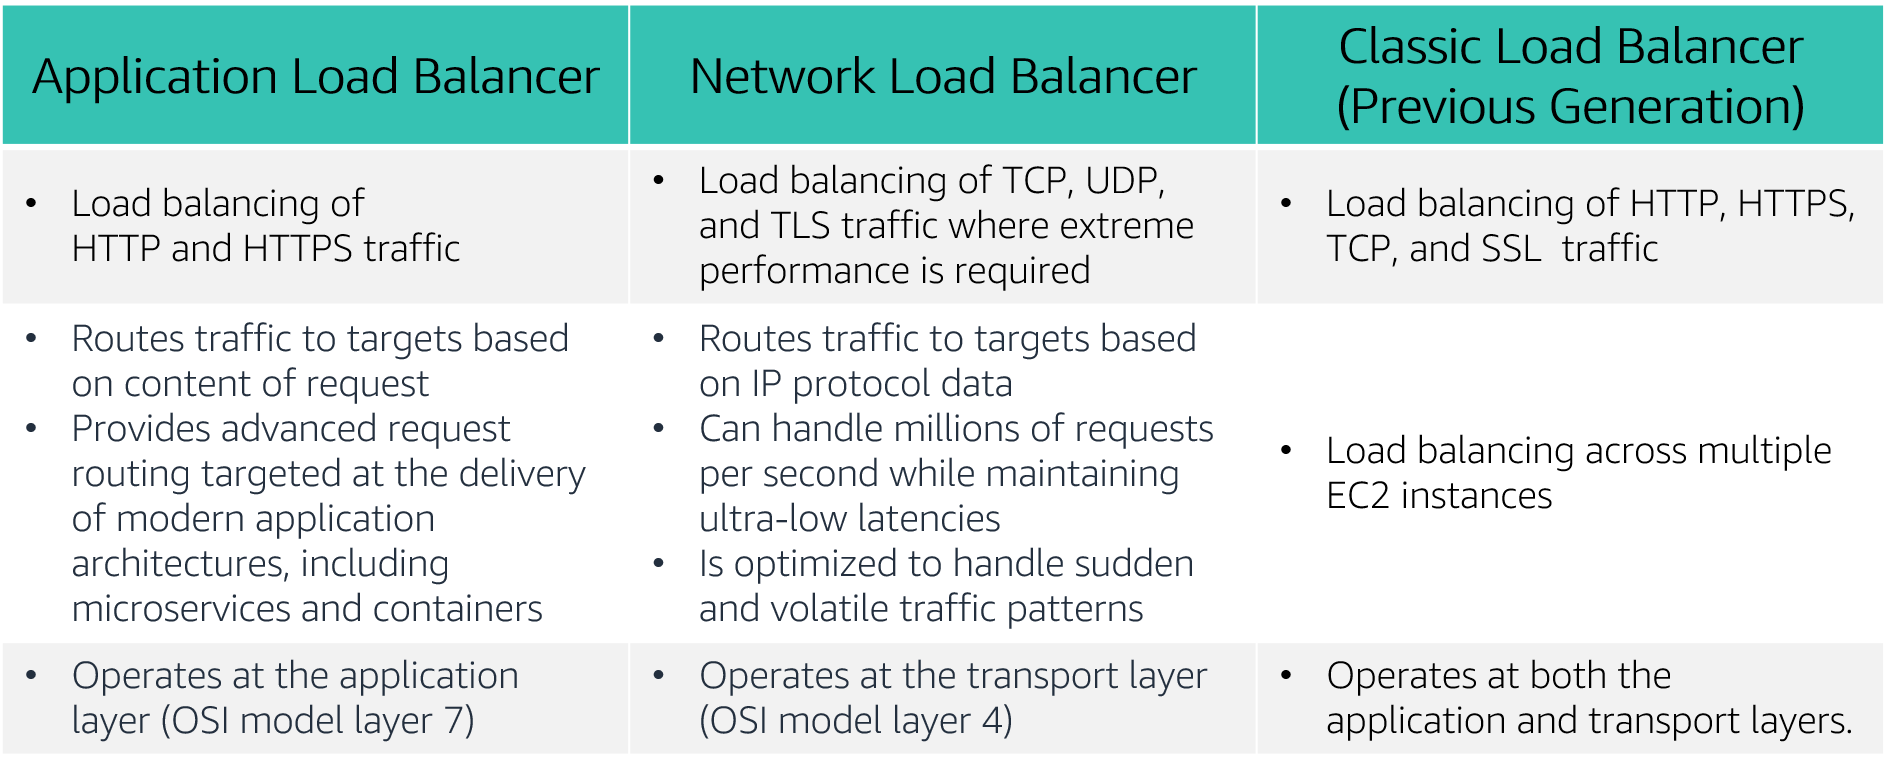 Application Load Balancer
Network Load Balancer
Classic Load Balancer
(Previous Generation)
• Load balancing of
HTTP and HTTPS traffic
• Load balancing of TCP, UDP,
and TLS traffic where extreme
performance is required
• Load balancing of HTTP, HTTPS,
TCP, and SSL  traffic
• Routes traffic to targets based
on content of request
• Provides advanced request
routing targeted at the delivery
of modern application
architectures, including
microservices and containers
• Routes traffic to targets based
on IP protocol data
• Can handle millions of requests
per second while maintaining
ultra-low latencies
• Is optimized to handle sudden
and volatile traffic patterns
• Load balancing across multiple
EC2 instances
• Operates at the application
layer (OSI model layer 7)
• Operates at the transport layer
(OSI model layer 4)
• Operates at both the
application and transport layers.